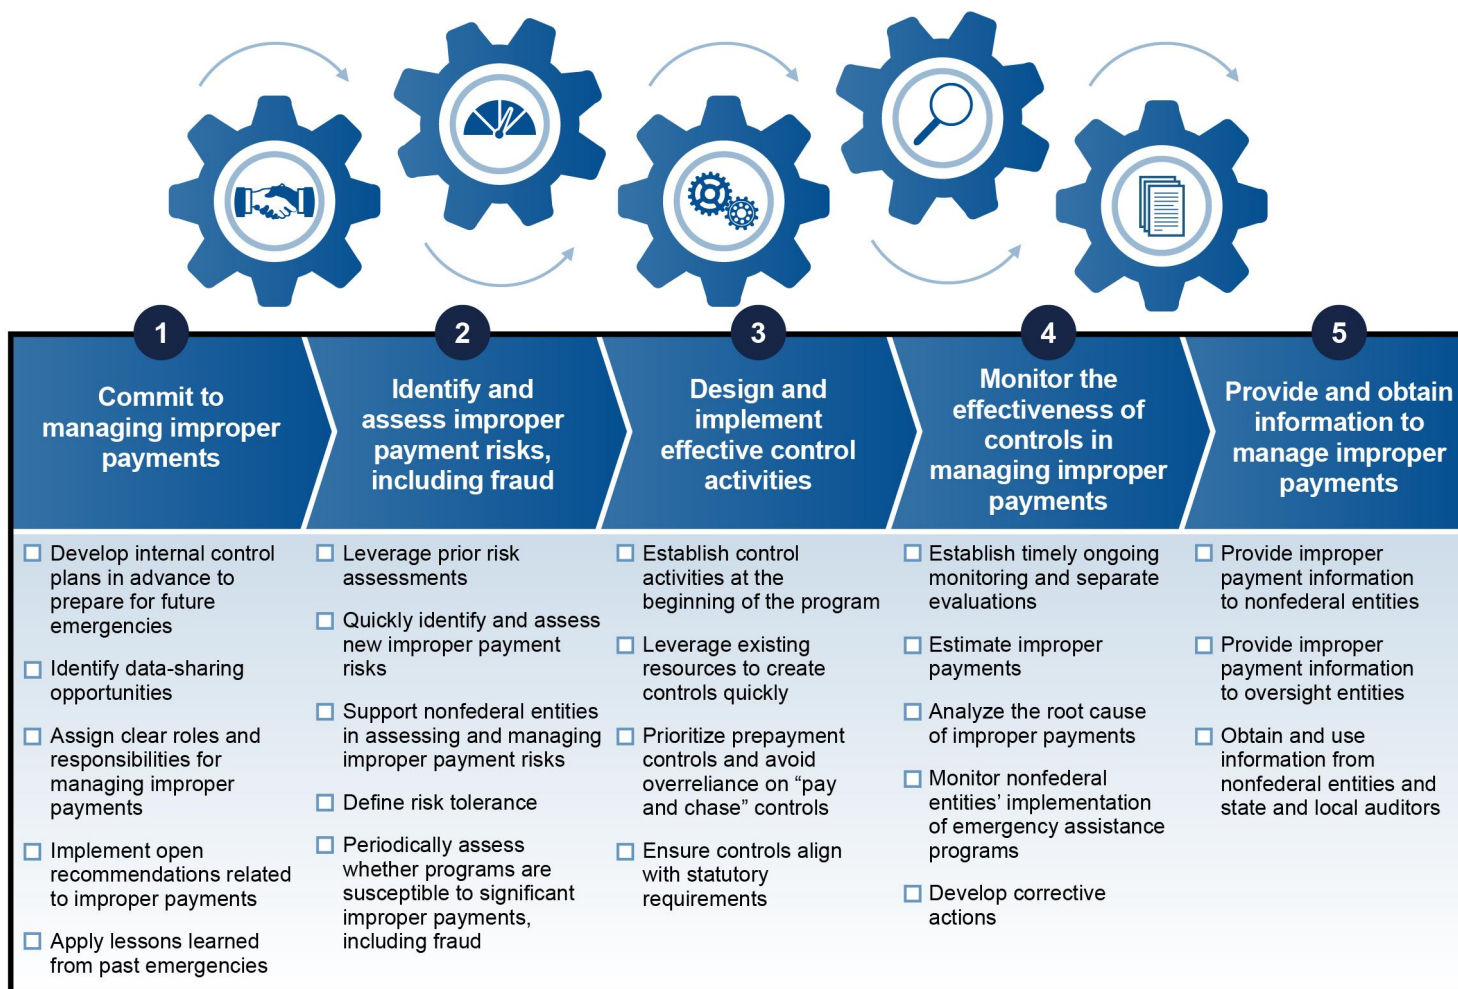 1
Commit to
managing improper
payments
Develop internal control
plans in advance to
prepare for future
emergencies
Identify data-sharing
opportunities
Assign clear roles and
responsibilities for
managing improper
payments
Implement open
recommendations related
to improper payments
Apply lessons learned
from past emergencies
2
Identify and
assess improper
payment risks,
including fraud
Leverage prior risk
assessments
Quickly identify and assess
new improper payment
risks
Support nonfederal entities
in assessing and managing
improper payment risks
Define risk tolerance
Periodically assess
whether programs are
susceptible to significant
improper payments,
including fraud
3
Design and
implement
effective control
activities
Establish control
activities at the
beginning of the program
Leverage existing
resources to create
controls quickly
Prioritize prepayment
controls and avoid
overreliance on “pay
and chase” controls
Ensure controls align
with statutory
requirements
4
Monitor the
effectiveness of
controls in
managing improper
payments
Establish timely ongoing
monitoring and separate
evaluations
Estimate improper
payments
Analyze the root cause
of improper payments
Monitor nonfederal
entities’ implementation
of emergency assistance
programs
Develop corrective
actions
5
Provide and obtain
information to
manage improper
payments
Provide improper
payment information
to nonfederal entities
Provide improper
payment information
to oversight entities
Obtain and use
information from
nonfederal entities and
state and local auditors